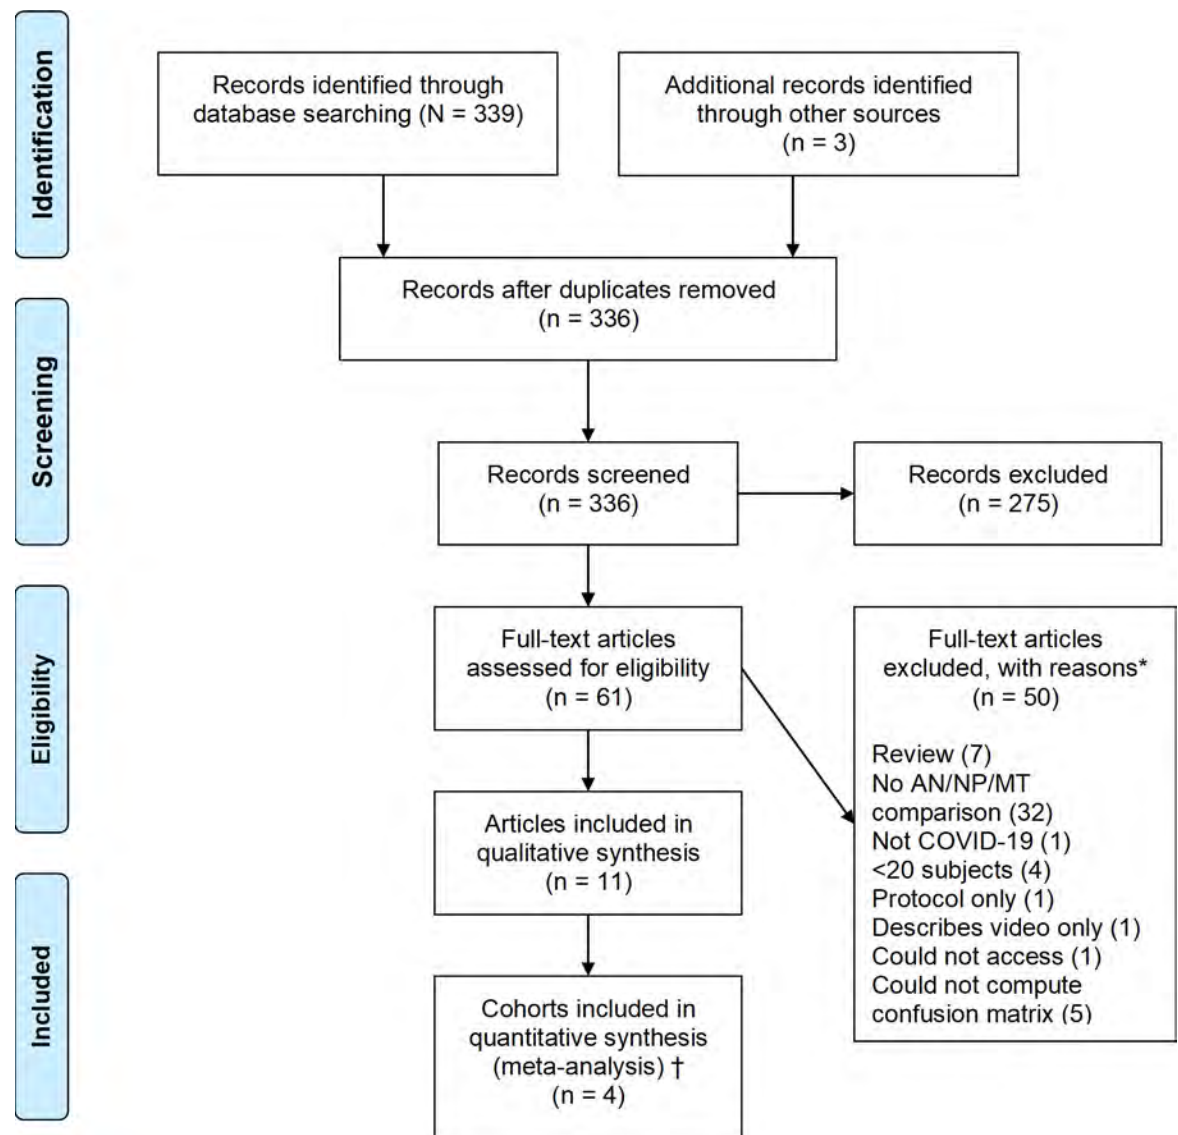 Identification
Records identified through
database searching (N = 339)
Additional records identified
through other sources
(n = 3)
Records after duplicates removed
(n = 336)
Screening
Records screened
(n = 336)
Records excluded
(n = 275)
Eligibility
Full-text articles
assessed for eligibility
(n = 61)
Full-text articles
excluded, with reasons*
(n = 50)
Review (7)
No AN/NP/MT
comparison (32)
Not COVID-19 (1)
<20 subjects (4)
Protocol only (1)
Describes video only (1)
Could not access (1)
Could not compute
confusion matrix (5)
Articles included in
qualitative synthesis
(n = 11)
Included
Cohorts included in
quantitative synthesis
(meta-analysis) †
(n = 4)